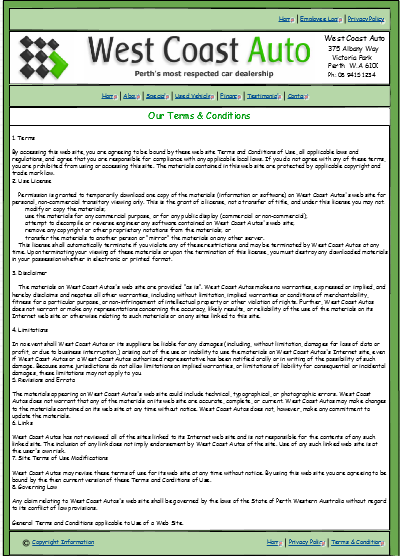 Home | Employee Login | Privacy Policy
West Coast Auto
Perth's most respected car dealership
West Coast Auto
375 Albany Way
Victoria Park
Perth W.A 6100
Ph: 08 9415 1234
Home | About | Specials | Used Vehicles | Finance | Testimonials | Contact
Our Terms & Conditions
1. Terms
By accessing this web site, you are agreeing to be bound by these web site Terms and Conditions of Use, all applicable laws and
regulations, and agree that you are responsible for compliance with any applicable local laws. If you do not agree with any of these terms,
you are prohibited from using or accessing this site. The materials contained in this web site are protected by applicable copyright and
trade mark law.
2. Use License
Permission is granted to temporarily download one copy of the materials (information or software) on West Coast Autos's web site for
personal, non-commercial transitory viewing only. This is the grant of a license, not a transfer of title, and under this license you may not:
modify or copy the materials;
use the materials for any commercial purpose, or for any public display (commercial or non-commercial);
attempt to decompile or reverse engineer any software contained on West Coast Autos's web site;
remove any copyright or other proprietary notations from the materials; or
transfer the materials to another person or "mirror" the materials on any other server.
This license shall automatically terminate if you violate any of these restrictions and may be terminated by West Coast Autos at any
time. Upon terminating your viewing of these materials or upon the termination of this license, you must destroy any downloaded materials
in your possession whether in electronic or printed format.
3. Disclaimer
The materials on West Coast Autos's web site are provided "as is". West Coast Autos makes no warranties, expressed or implied, and
hereby disclaims and negates all other warranties, including without limitation, implied warranties or conditions of merchantability,
fitness for a particular purpose, or non-infringement of intellectual property or other violation of rights. Further, West Coast Autos
does not warrant or make any representations concerning the accuracy, likely results, or reliability of the use of the materials on its
Internet web site or otherwise relating to such materials or on any sites linked to this site.
4. Limitations
In no event shall West Coast Autos or its suppliers be liable for any damages (including, without limitation, damages for loss of data or
profit, or due to business interruption,) arising out of the use or inability to use the materials on West Coast Autos's Internet site, even
if West Coast Autos or a West Coast Autos authorized representative has been notified orally or in writing of the possibility of such
damage. Because some jurisdictions do not allow limitations on implied warranties, or limitations of liability for consequential or incidental
damages, these limitations may not apply to you.
5. Revisions and Errata
The materials appearing on West Coast Autos's web site could include technical, typographical, or photographic errors. West Coast
Autos does not warrant that any of the materials on its web site are accurate, complete, or current. West Coast Autos may make changes
to the materials contained on its web site at any time without notice. West Coast Autos does not, however, make any commitment to
update the materials.
6. Links
West Coast Autos has not reviewed all of the sites linked to its Internet web site and is not responsible for the contents of any such
linked site. The inclusion of any link does not imply endorsement by West Coast Autos of the site. Use of any such linked web site is at
the user's own risk.
7. Site Terms of Use Modifications
West Coast Autos may revise these terms of use for its web site at any time without notice. By using this web site you are agreeing to be
bound by the then current version of these Terms and Conditions of Use.
8. Governing Law
Any claim relating to West Coast Autos's web site shall be governed by the laws of the State of Perth Western Australia without regard
to its conflict of law provisions.
General Terms and Conditions applicable to Use of a Web Site.
© Copyright Information
Home | Privacy Policy | Terms & Conditions